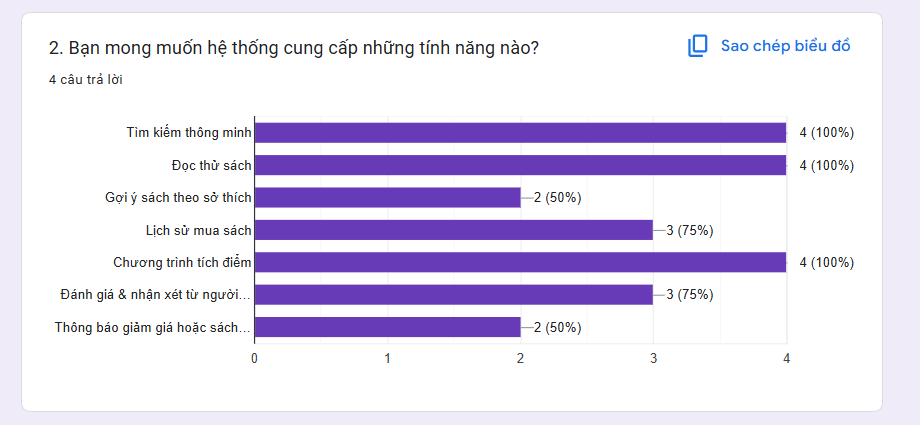 2. Bạn mong muốn hệ thống cung cấp những tính năng nào?
Sao chép biểu đồ
4 câu trả lời
Tìm kiếm thông minh 4 (100%)
Đọc thử sách 4 (100%)
Gợi ý sách theo sở thích 2 (50%)
Lịch sử mua sách 3 (75%)
Chương trình tích điểm 4 (100%)
Đánh giá & nhận xét từ người... 3 (75%)
Thông báo giảm giá hoặc sách... 2 (50%)
0 1 2 3 4